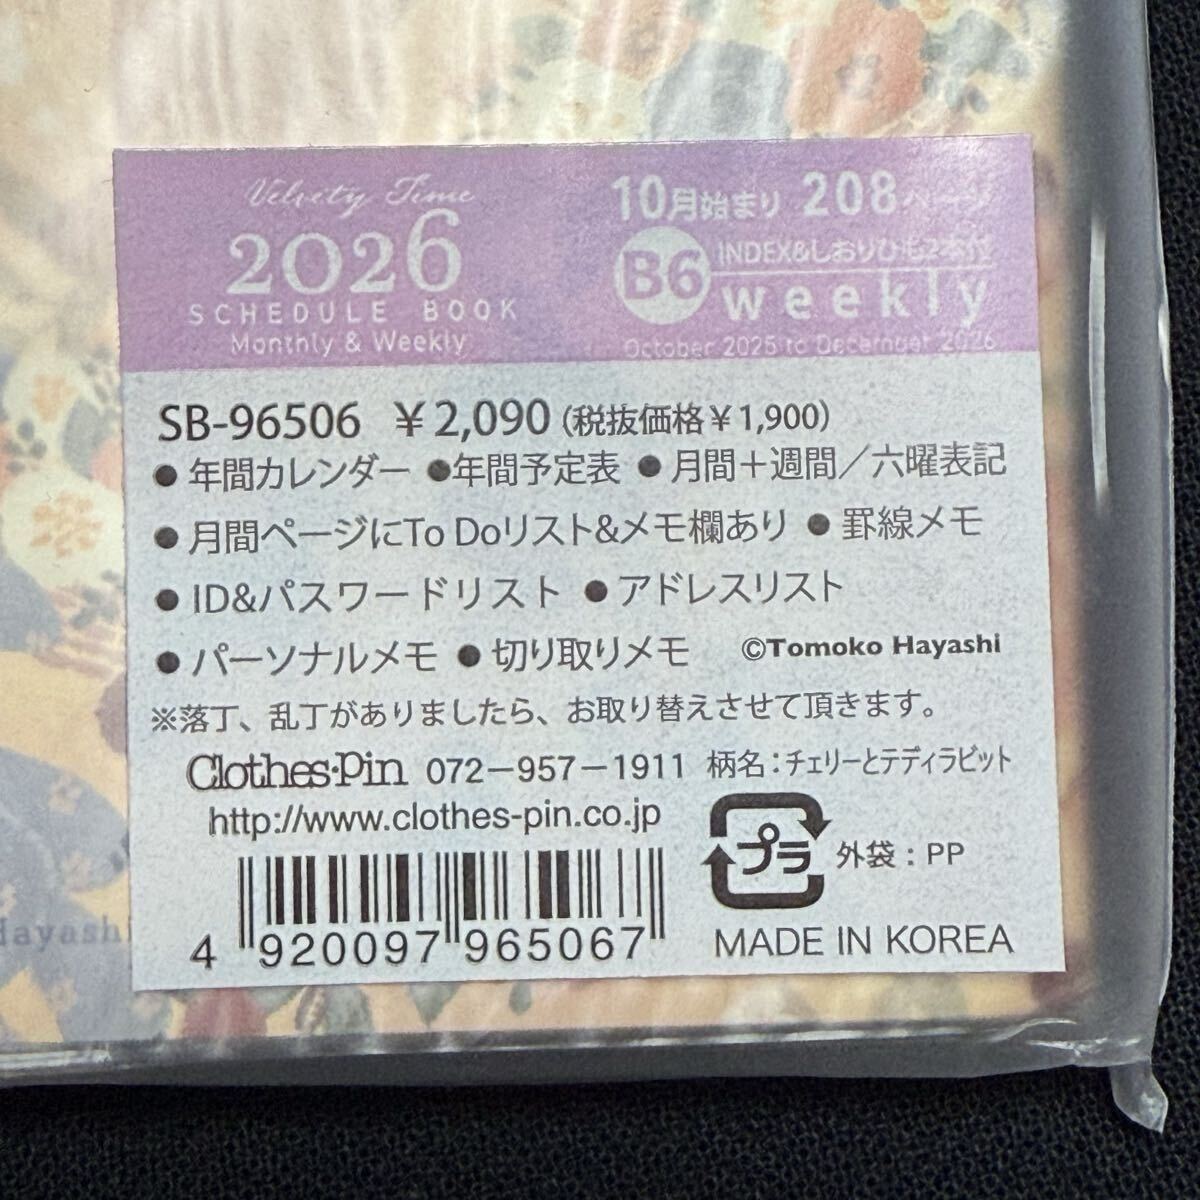 Velvety Time
2026
SCHEDULE BOOK
Monthly & Weekly
10月始まり 208ページ
B6
INDEX&しおりひも2本付
weekly
October 2025 to December 2026
SB-96506 ￥2,090(税抜価格￥1,900)
●年間カレンダー ●年間予定表 ●月間＋週間／六曜表記
●月間ページにTo Doリスト&メモ欄あり ●罫線メモ
●ID&パスワードリスト ●アドレスリスト
●パーソナルメモ ●切り取りメモ ©Tomoko Hayashi
※落丁、乱丁がありましたら、お取り替えさせて頂きます。
Clothes・Pin 072−957−1911 柄名：チェリーとテディラビット
http://www.clothes-pin.co.jp
プラ 外袋：PP
4 920097 965067
MADE IN KOREA
Hayashi